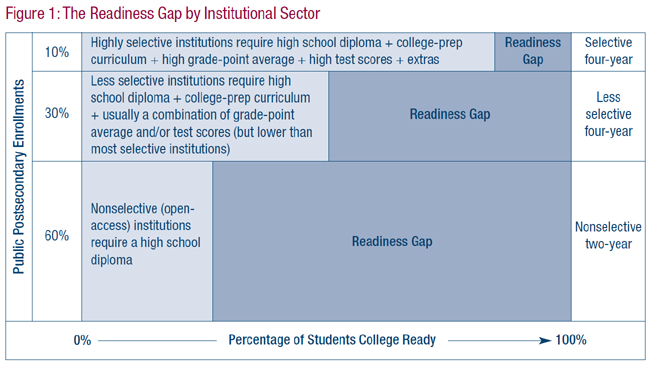 Figure 1: The Readiness Gap by Institutional Sector
Public Postsecondary Enrollments
10%
Highly selective institutions require high school diploma + college-prep
curriculum + high grade-point average + high test scores + extras
Readiness
Gap
Selective
four-year
30%
Less selective institutions require high
school diploma + college-prep curriculum
+ usually a combination of grade-point
average and/or test scores (but lower than
most selective institutions)
Readiness Gap
Less
selective
four-year
60%
Nonselective (open-
access) institutions
require a high school
diploma
Readiness Gap
Nonselective
two-year
0%
Percentage of Students College Ready
100%